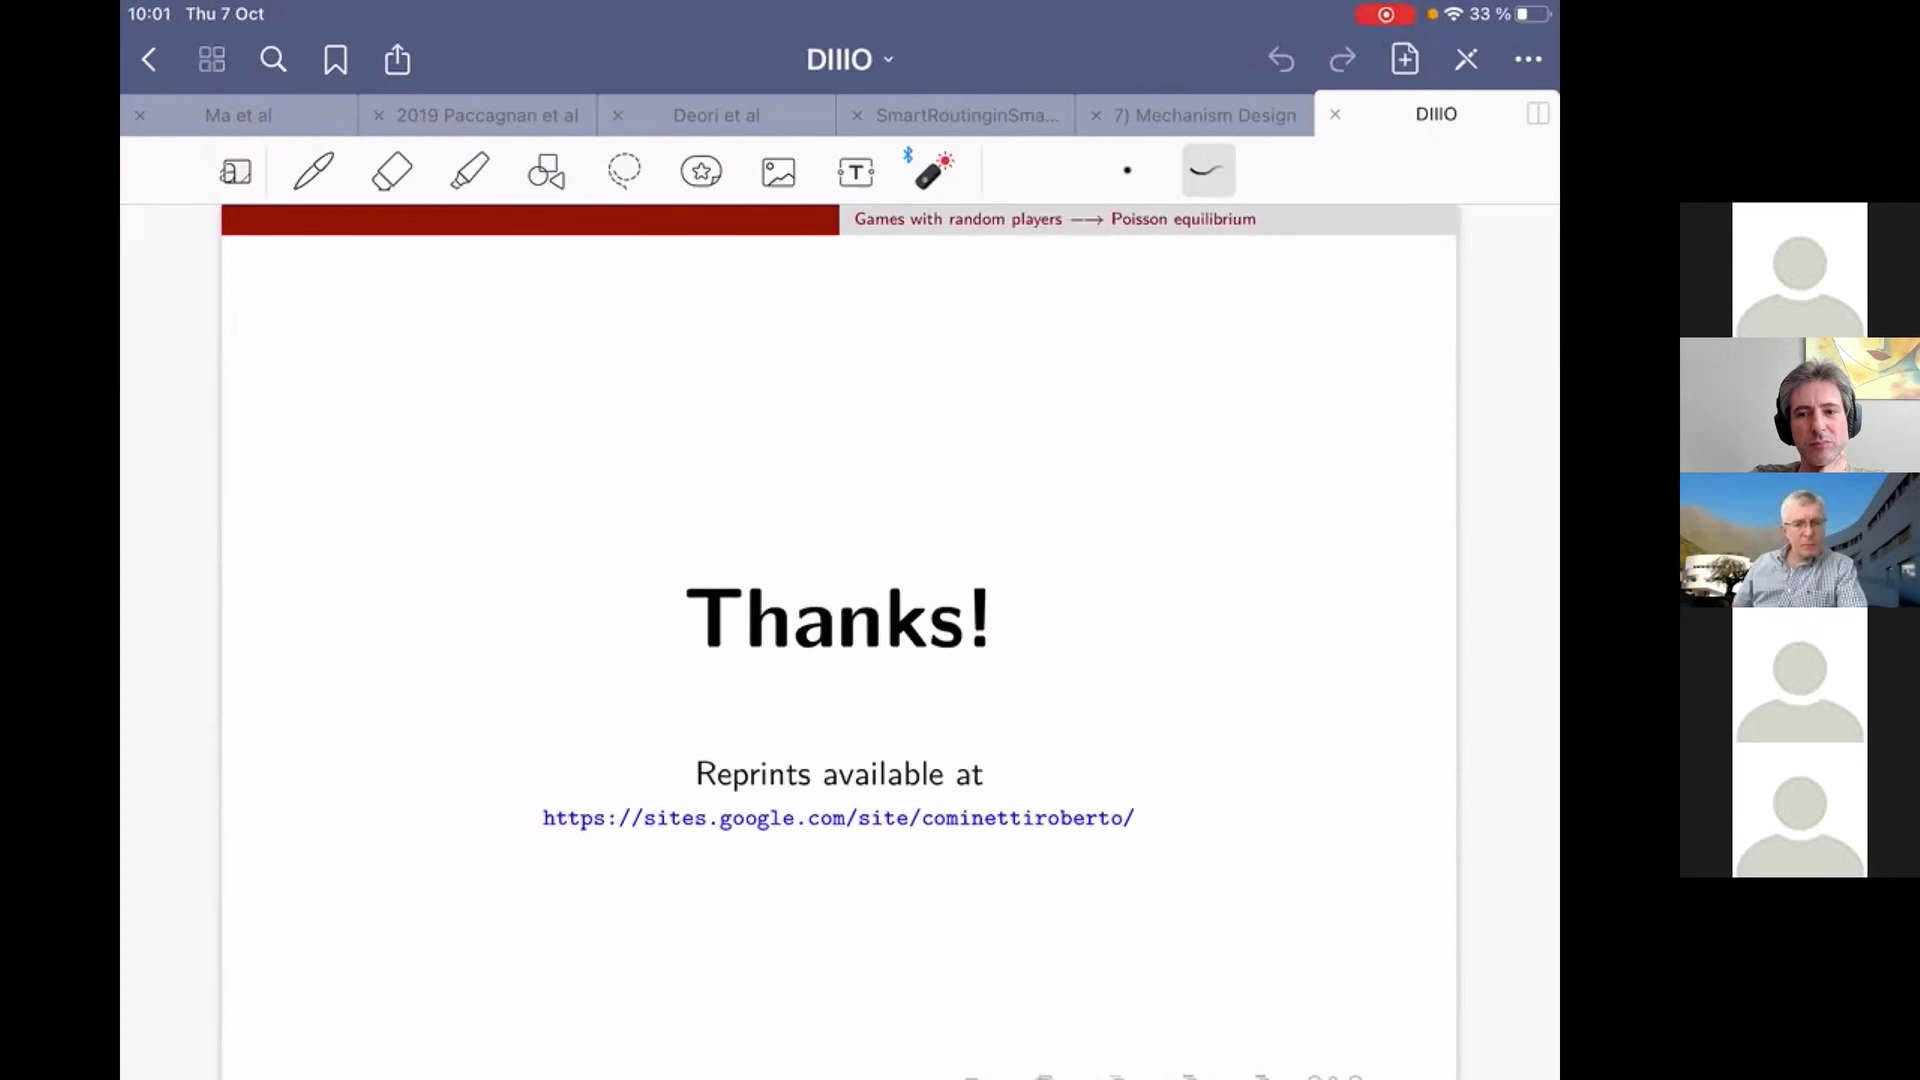 10:01 Thu 7 Oct
33 %
DIIIO
Ma et al
2019 Paccagnan et al
Deori et al
SmartRoutinginSma...
7) Mechanism Design
DIIIO
Games with random players → Poisson equilibrium
Thanks!
Reprints available at
https://sites.google.com/site/cominettiroberto/